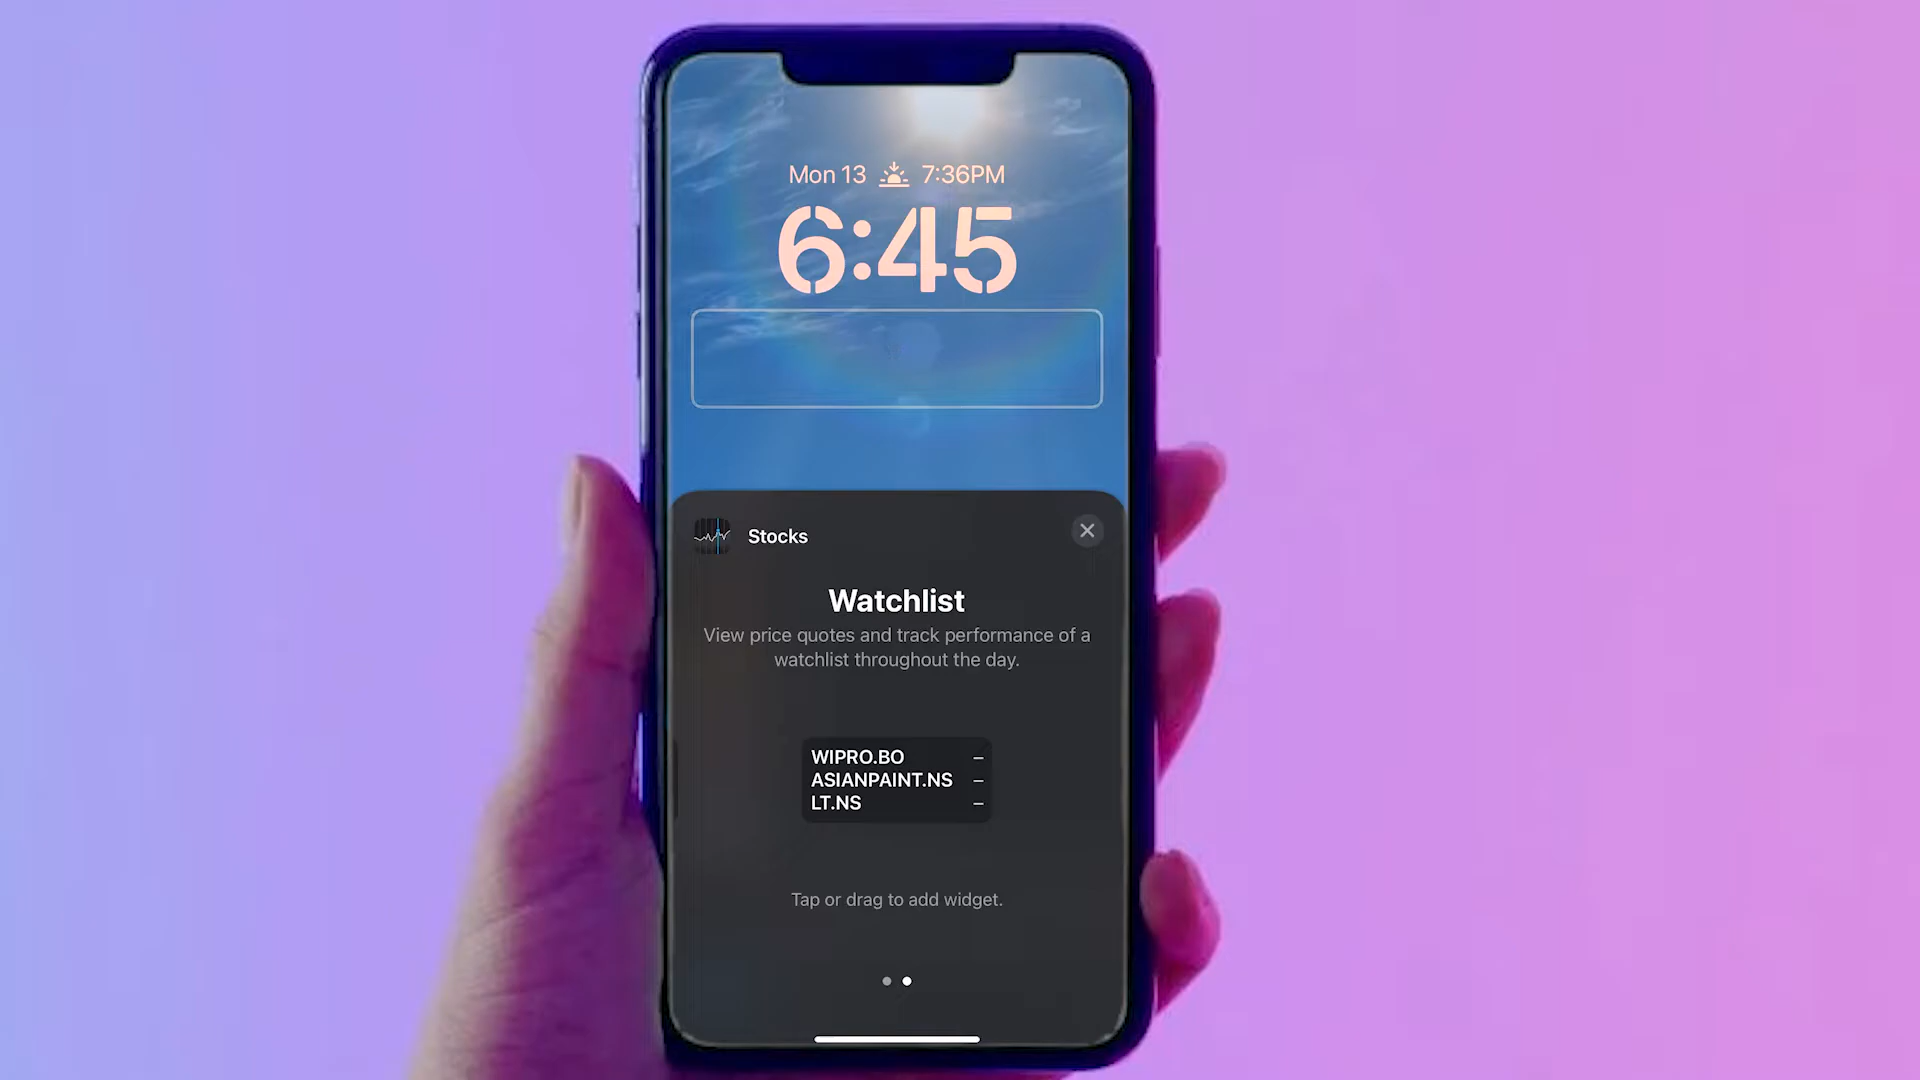 Mon 13 7:36PM
6:45
Stocks
Watchlist
View price quotes and track performance of a
watchlist throughout the day.
WIPRO.BO –
ASIANPAINT.NS –
LT.NS –
Tap or drag to add widget.